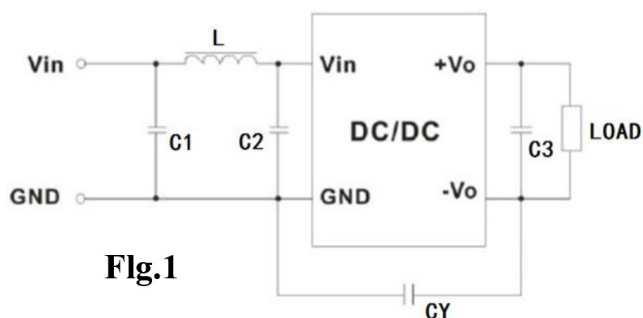 L
Vin
Vin +Vo
C1
C2
DC/DC
C3
LOAD
GND
GND -Vo
Flg.1
CY